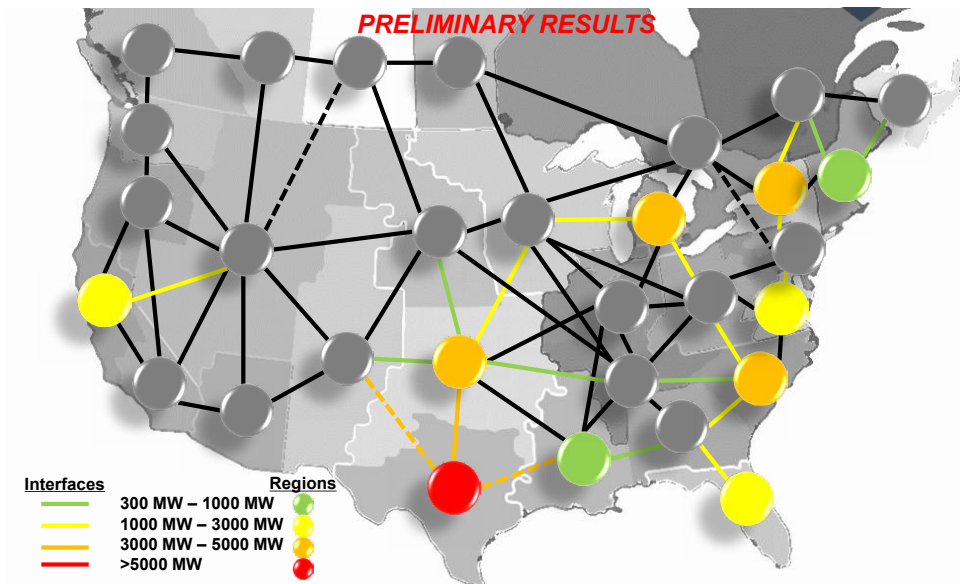 PRELIMINARY RESULTS
Interfaces Regions
300 MW – 1000 MW
1000 MW – 3000 MW
3000 MW – 5000 MW
>5000 MW